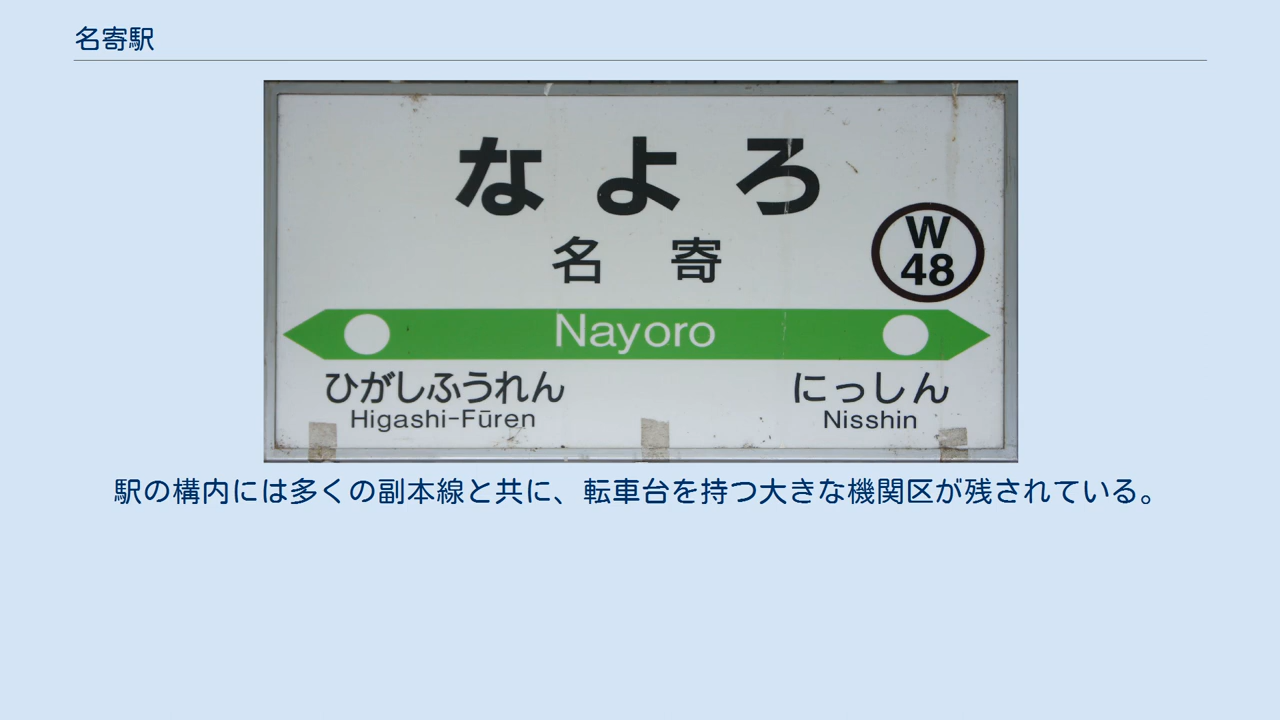 名寄駅
なよろ
名寄
W
48
Nayoro
ひがしふうれん
にっしん
Higashi-Fūren
Nisshin
駅の構内には多くの副本線と共に、転車台を持つ大きな機関区が残されている。